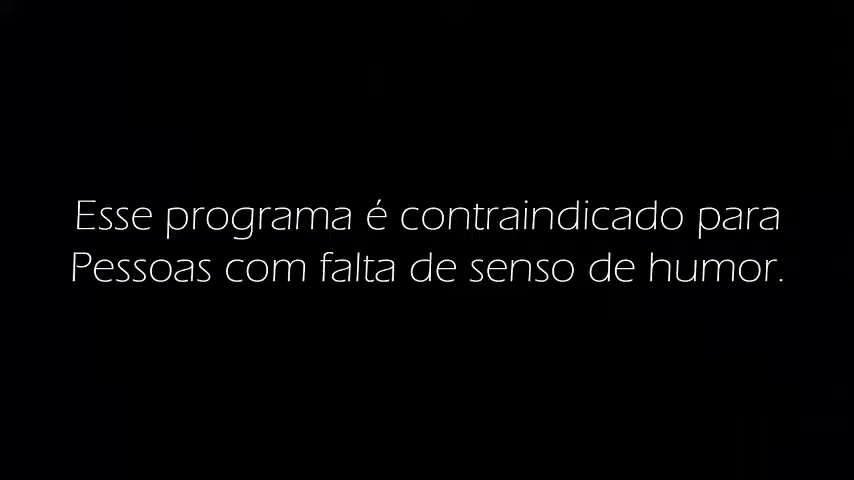 Esse programa é contraindicado para
Pessoas com falta de senso de humor.